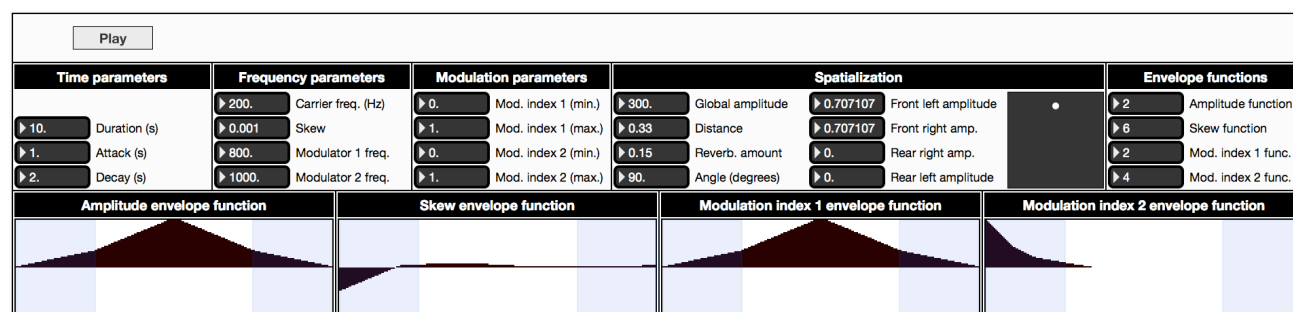 Play
Time parameters
Frequency parameters
Modulation parameters
Spatialization
Envelope functions
200. Carrier freq. (Hz)
0. Mod. index 1 (min.)
300. Global amplitude
0.707107 Front left amplitude
2 Amplitude function
10. Duration (s)
0.001 Skew
1. Mod. index 1 (max.)
0.33 Distance
0.707107 Front right amp.
6 Skew function
1. Attack (s)
800. Modulator 1 freq.
0. Mod. index 2 (min.)
0.15 Reverb. amount
0. Rear right amp.
2 Mod. index 1 func.
2. Decay (s)
1000. Modulator 2 freq.
1. Mod. index 2 (max.)
90. Angle (degrees)
0. Rear left amplitude
4 Mod. index 2 func.
Amplitude envelope function
Skew envelope function
Modulation index 1 envelope function
Modulation index 2 envelope function